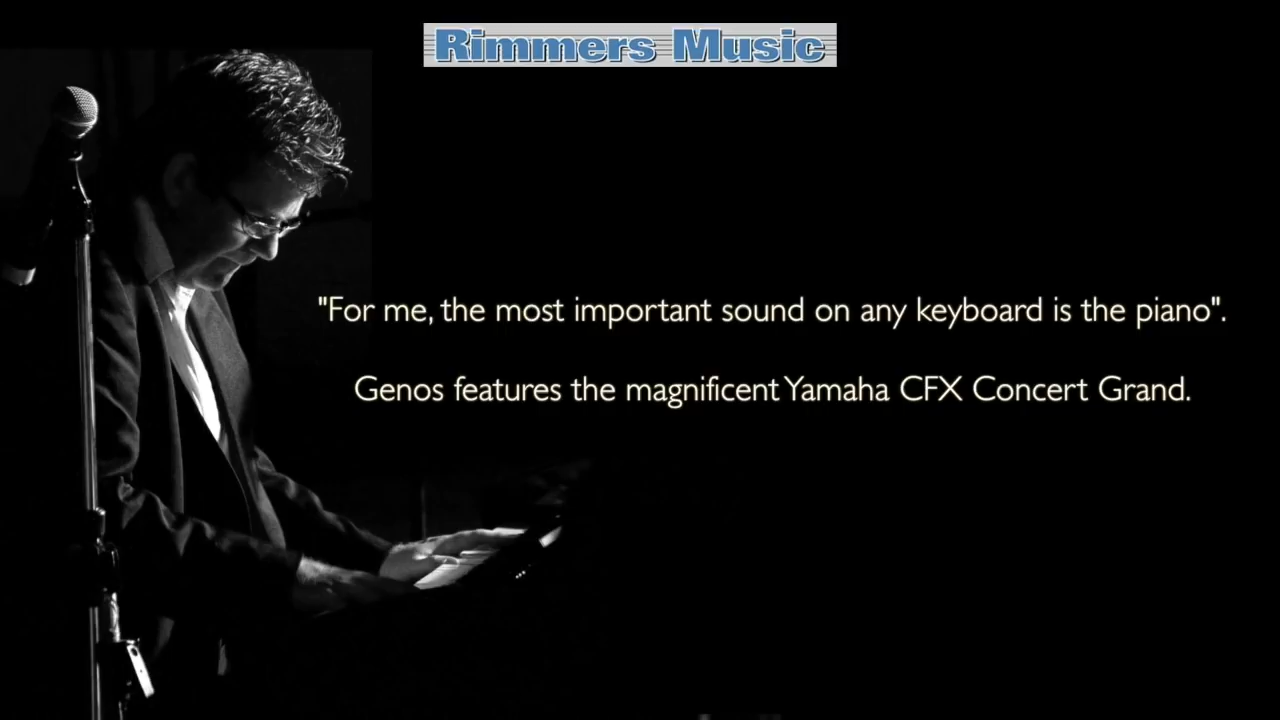 Rimmers Music
"For me, the most important sound on any keyboard is the piano".
Genos features the magnificent Yamaha CFX Concert Grand.